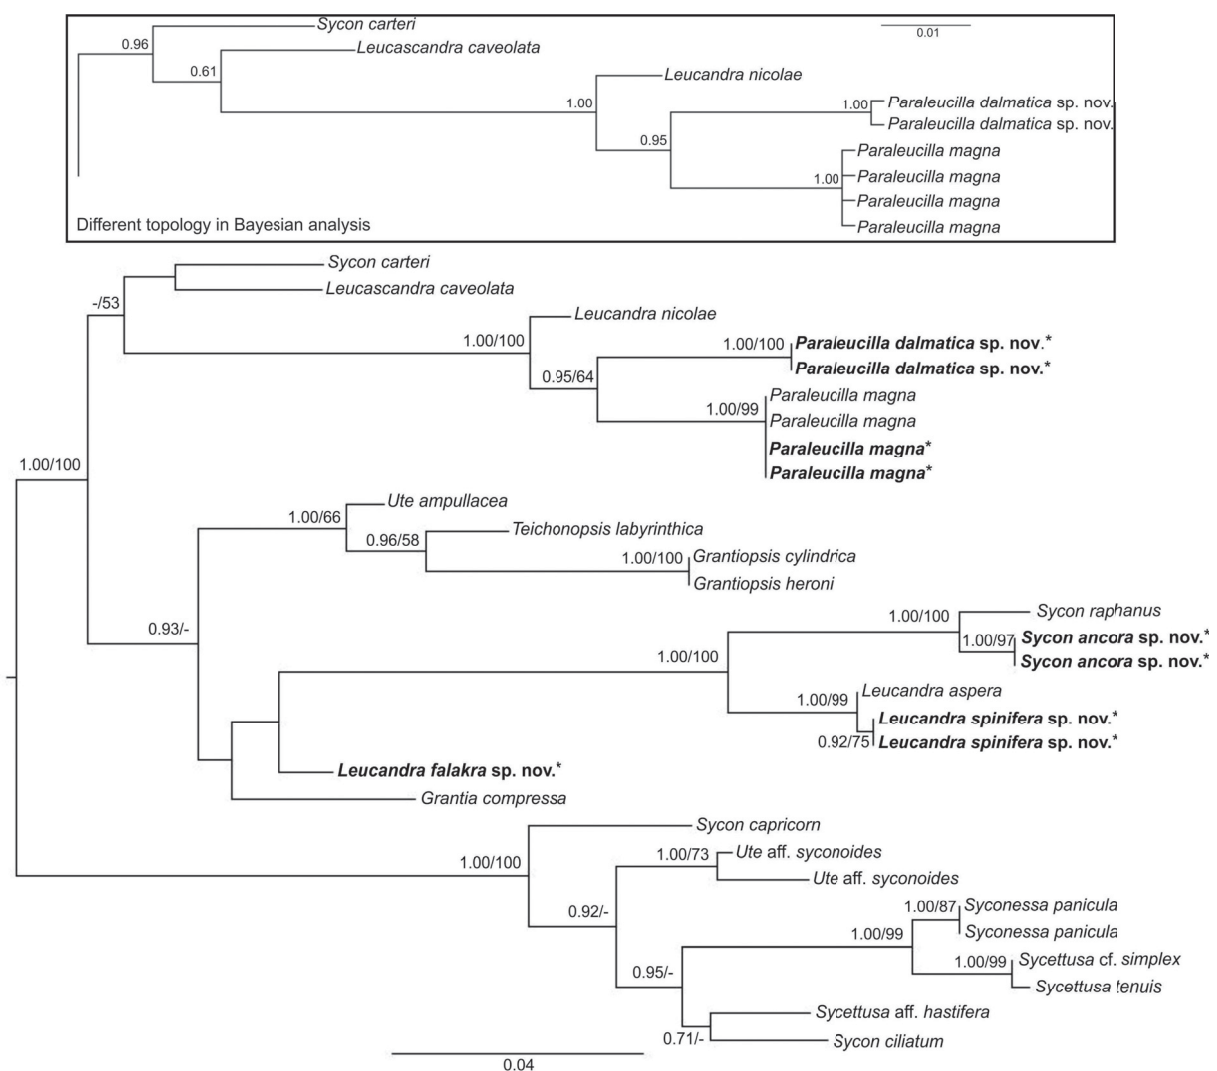 Sycon carteri
0.96
0.01
Leucascandra caveolata
0.61
Leucandra nicolae
1.00
1.00
Paraleucilla dalmatica sp. nov.
Paraleucilla dalmatica sp. nov.
0.95
Paraleucilla magna
Paraleucilla magna
1.00
Paraleucilla magna
Paraleucilla magna
Different topology in Bayesian analysis
Sycon carteri
Leucascandra caveolata
-/53
Leucandra nicolae
1.00/100
1.00/100
Paraleucilla dalmatica sp. nov.*
Paraleucilla dalmatica sp. nov.*
0.95/64
Paraleucilla magna
1.00/99
Paraleucilla magna
Paraleucilla magna*
Paraleucilla magna*
1.00/100
Ute ampullacea
1.00/66
Teichonopsis labyrinthica
0.96/58
1.00/100
Grantiopsis cylindrica
Grantiopsis heroni
Sycon raphanus
1.00/100
0.93/-
1.00/97
Sycon ancora sp. nov.*
Sycon ancora sp. nov.*
1.00/100
Leucandra aspera
1.00/99
Leucandra spinifera sp. nov.*
0.92/75
Leucandra spinifera sp. nov.*
Leucandra falakra sp. nov.*
Grantia compressa
Sycon capricorn
1.00/100
1.00/73
Ute aff. syconoides
Ute aff. syconoides
0.92/-
1.00/87
Syconessa panicula
Syconessa panicula
1.00/99
1.00/99
Sycettusa cf. simplex
Sycettusa tenuis
0.95/-
Sycettusa aff. hastifera
0.71/-
Sycon ciliatum
0.04